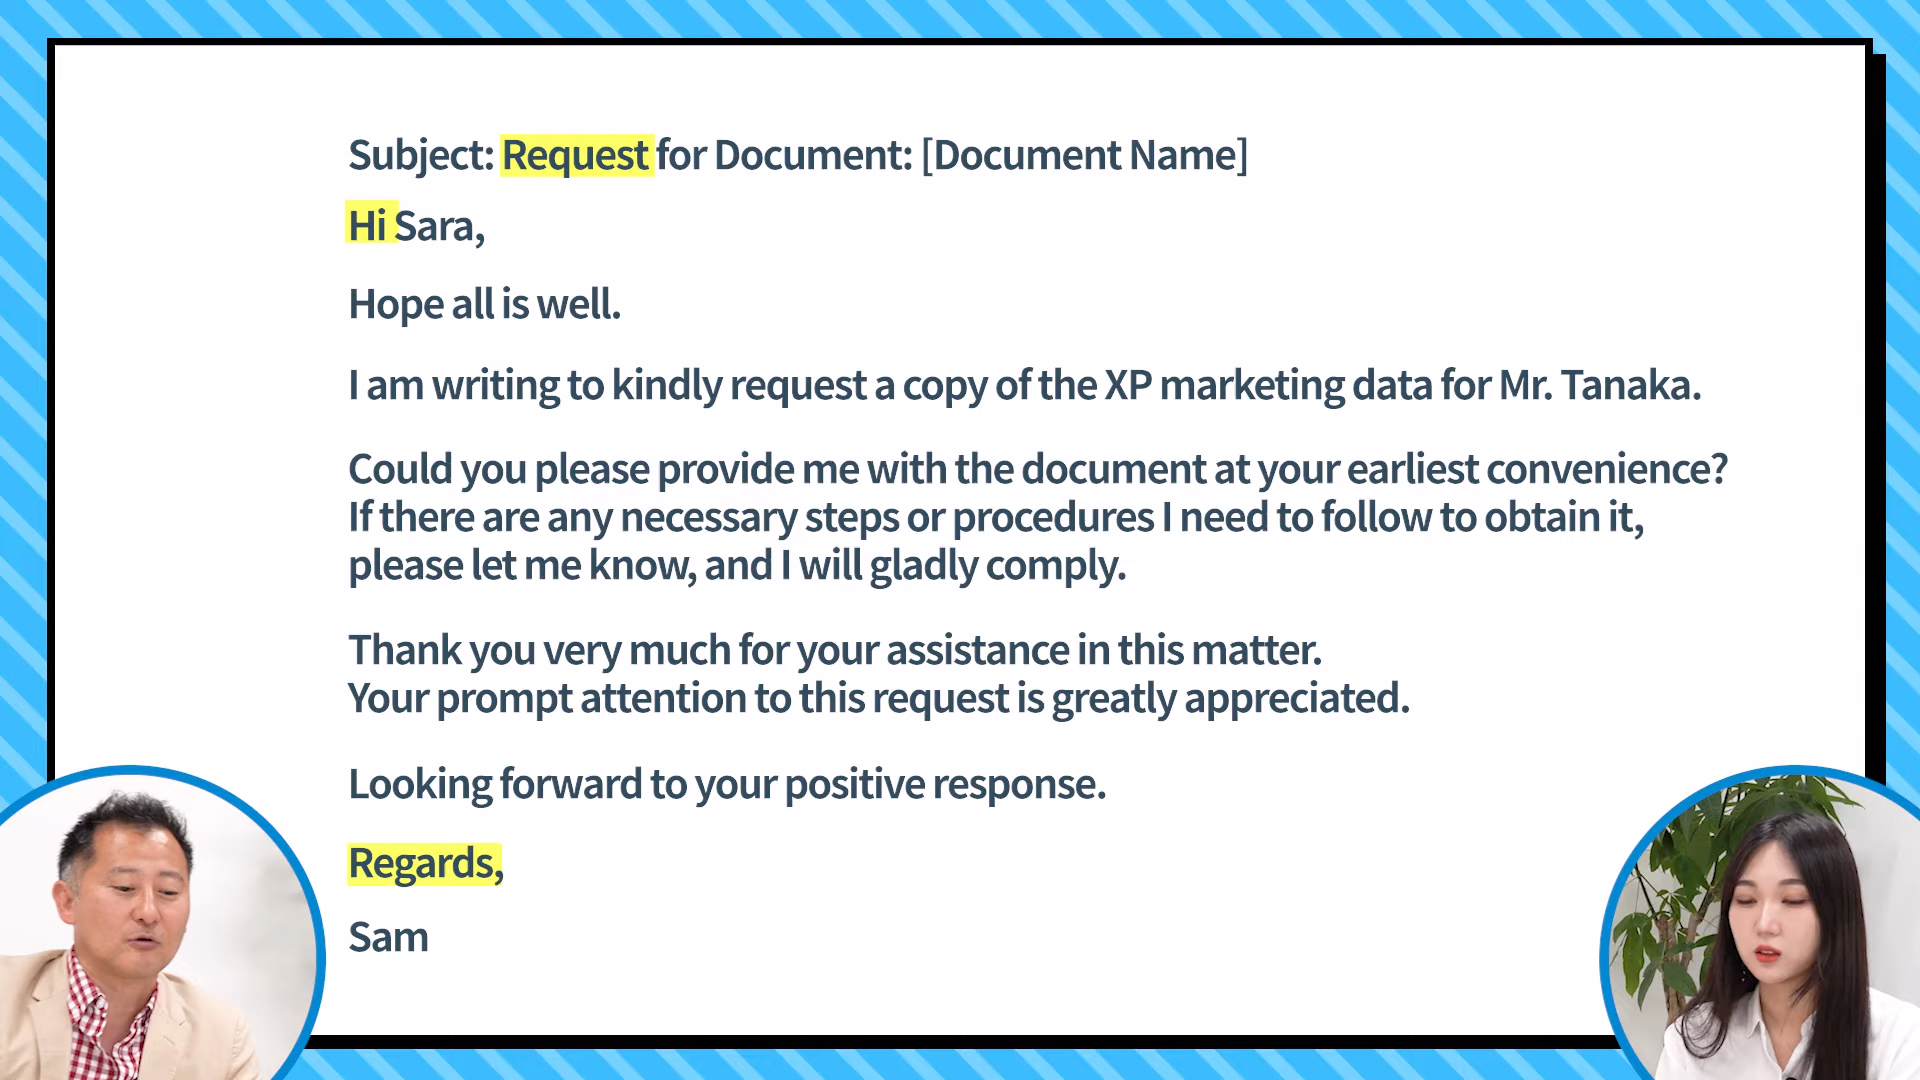 Subject: Request for Document: [Document Name]
Hi Sara,
Hope all is well.
I am writing to kindly request a copy of the XP marketing data for Mr. Tanaka.
Could you please provide me with the document at your earliest convenience?
If there are any necessary steps or procedures I need to follow to obtain it,
please let me know, and I will gladly comply.
Thank you very much for your assistance in this matter.
Your prompt attention to this request is greatly appreciated.
Looking forward to your positive response.
Regards,
Sam